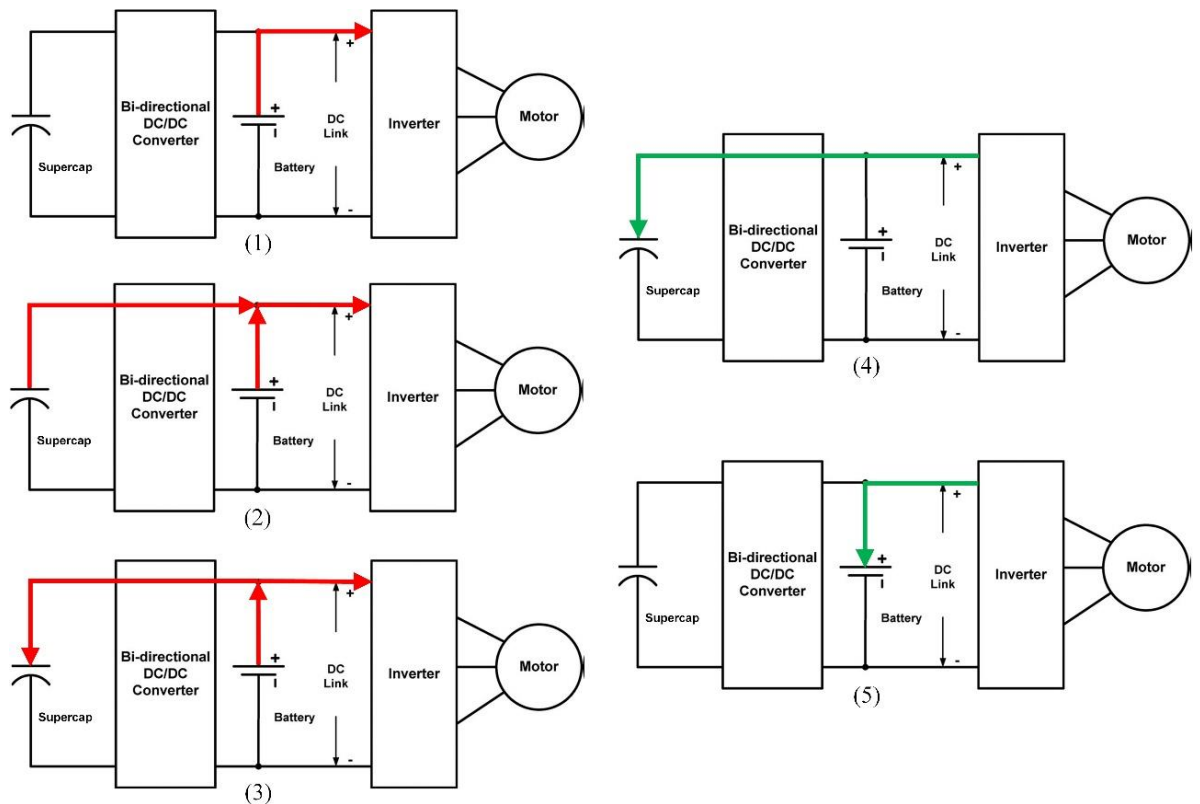 Bi-directional
DC/DC
Converter
Supercap
+
Battery
+
DC
Link
-
Inverter
Motor
(1)
Bi-directional
DC/DC
Converter
Supercap
+
Battery
+
DC
Link
-
Inverter
Motor
(2)
Bi-directional
DC/DC
Converter
Supercap
+
Battery
+
DC
Link
-
Inverter
Motor
(3)
Bi-directional
DC/DC
Converter
Supercap
+
Battery
+
DC
Link
-
Inverter
Motor
(4)
Bi-directional
DC/DC
Converter
Supercap
+
Battery
+
DC
Link
-
Inverter
Motor
(5)